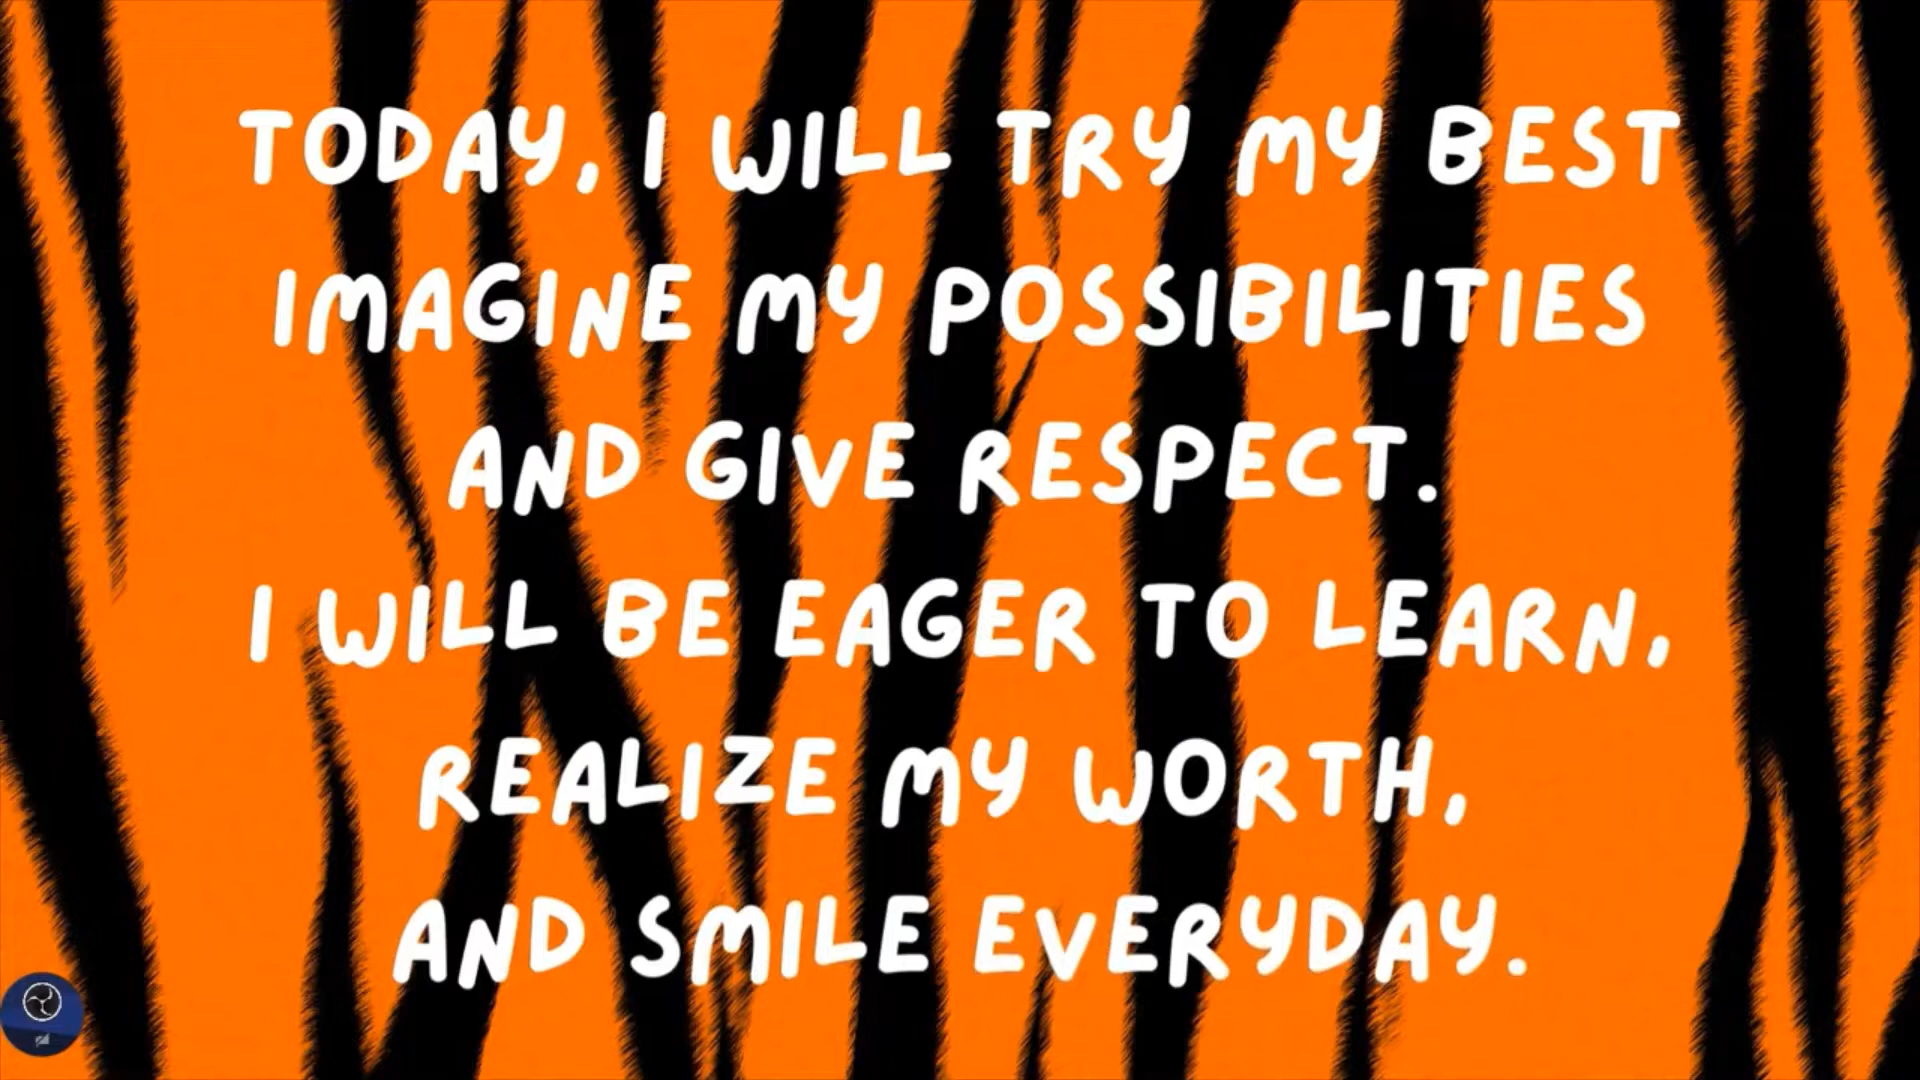 TODAY, I WILL TRY MY BEST
IMAGINE MY POSSIBILITIES
AND GIVE RESPECT.
I WILL BE EAGER TO LEARN,
REALIZE MY WORTH,
AND SMILE EVERYDAY.